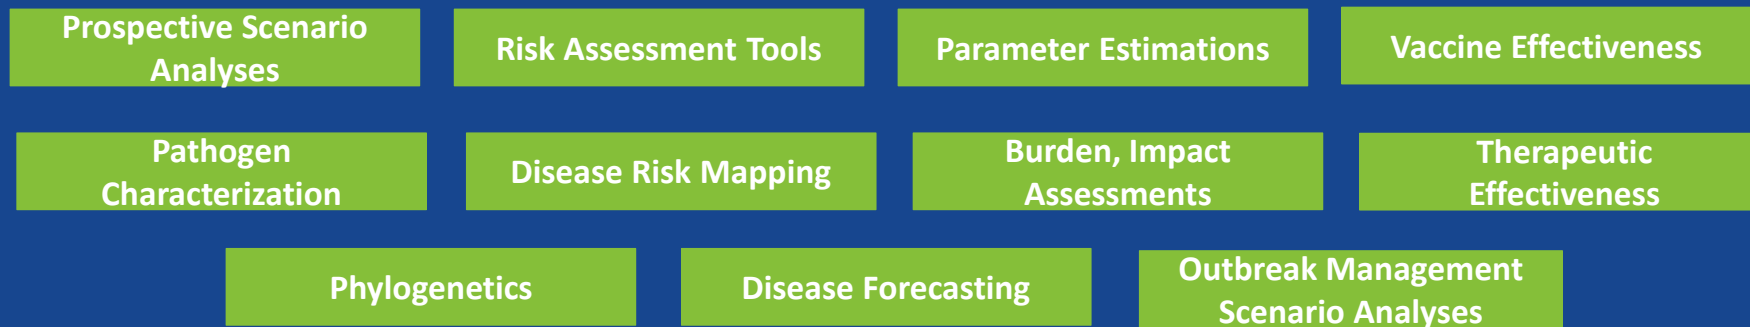 Prospective Scenario
Analyses
Risk Assessment Tools
Parameter Estimations
Vaccine Effectiveness
Pathogen
Characterization
Disease Risk Mapping
Burden, Impact
Assessments
Therapeutic
Effectiveness
Phylogenetics
Disease Forecasting
Outbreak Management
Scenario Analyses